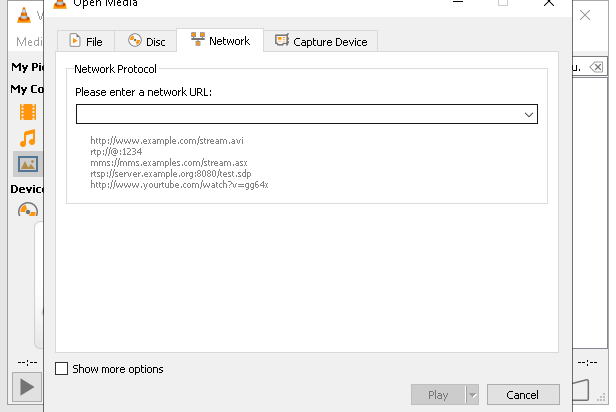 Open Media
V
Medi
File
Disc
Network
Capture Device
My Pi
u.
Network Protocol
My Co
Please enter a network URL:
http://www.example.com/stream.avi
rtp://@:1234
mms://mms.examples.com/stream.asx
rtsp://server.example.org:8080/test.sdp
http://www.yourtube.com/watch?v=gg64x
Device
--:--
--:--
Show more options
Play
Cancel